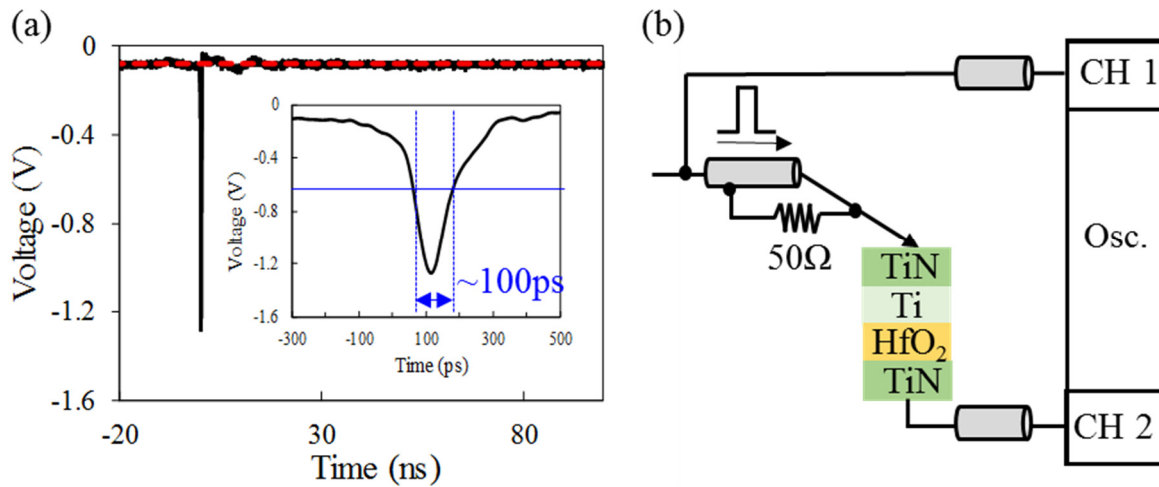 (a)
0
-0.4
-0.8
-1.2
-1.6
Voltage (V)
-20
30
80
Time (ns)
0
-0.4
-0.8
-1.2
-1.6
Voltage (V)
-300
-100
100
300
500
Time (ps)
~100ps
(b)
CH 1
Osc.
CH 2
50Ω
TiN
Ti
HfO₂
TiN